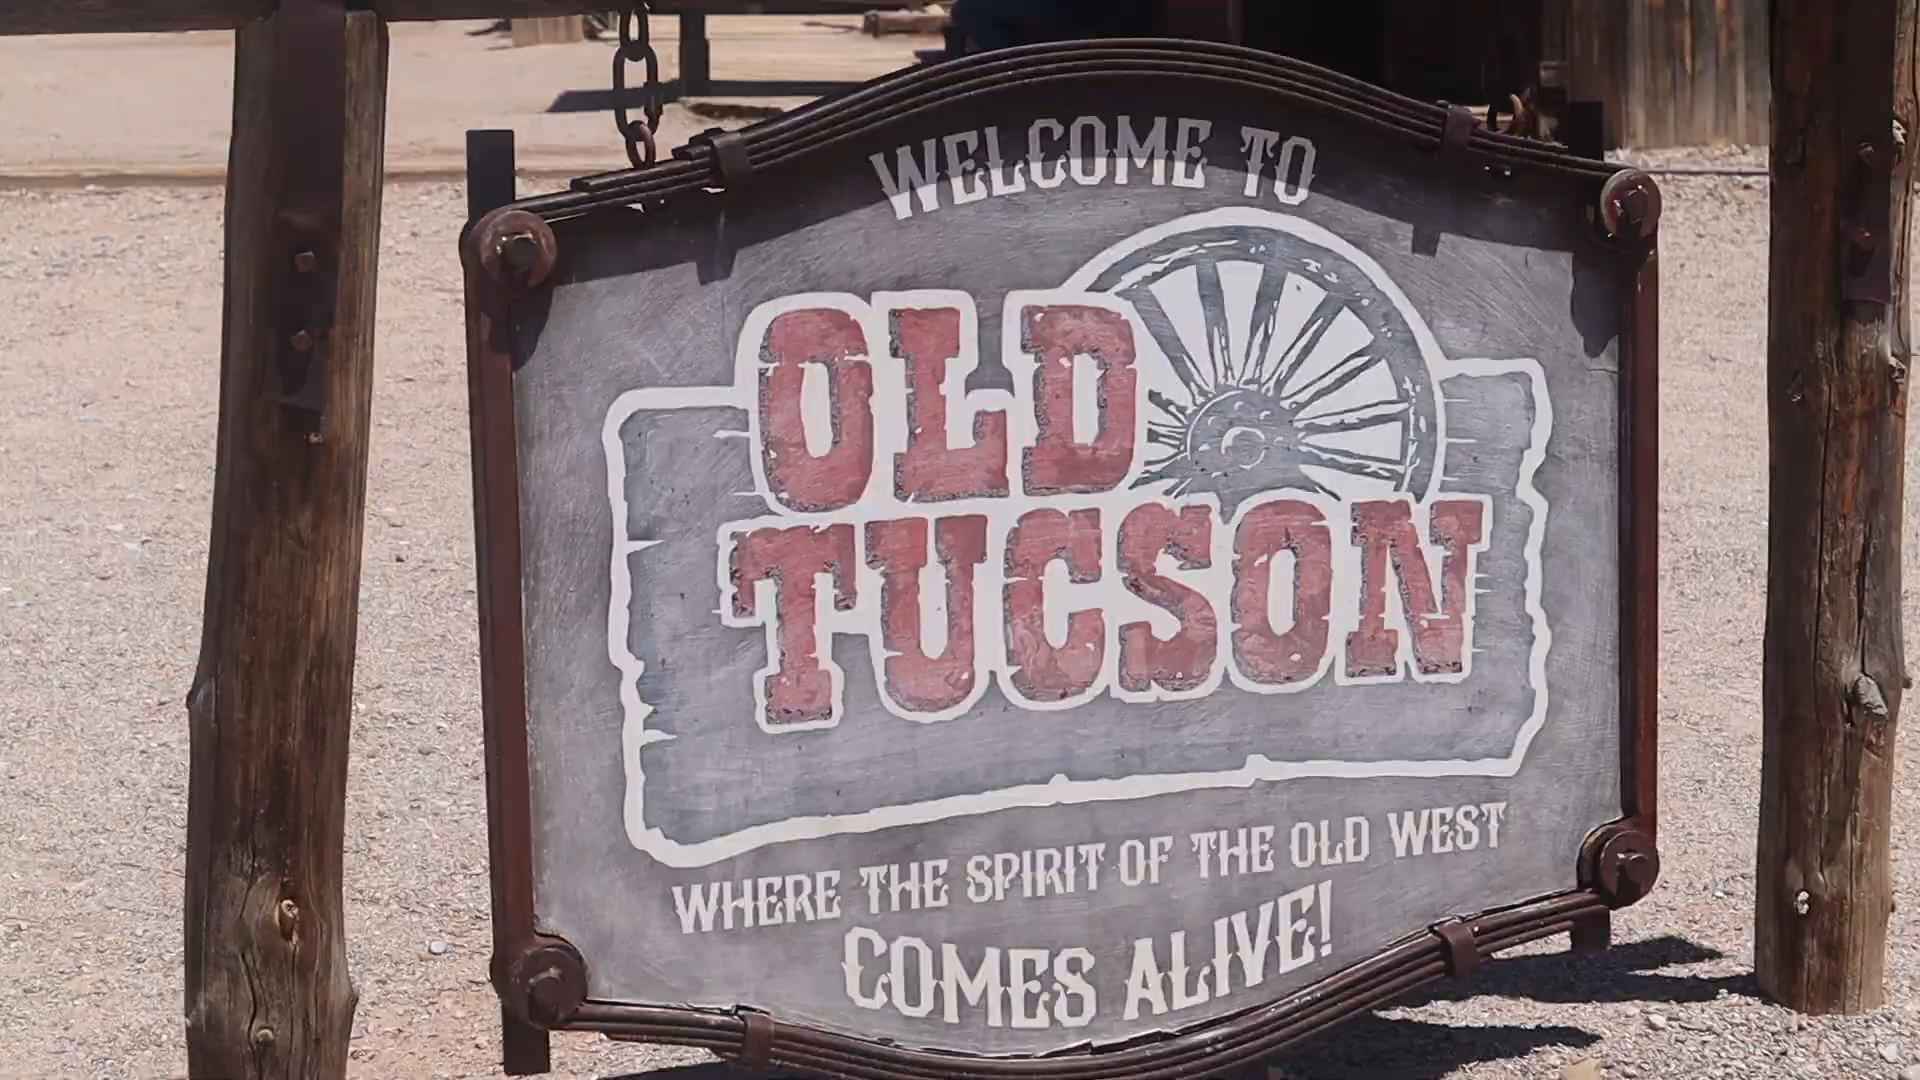 WELCOME TO
OLD
TUCSON
WHERE THE SPIRIT OF THE OLD WEST
COMES ALIVE!